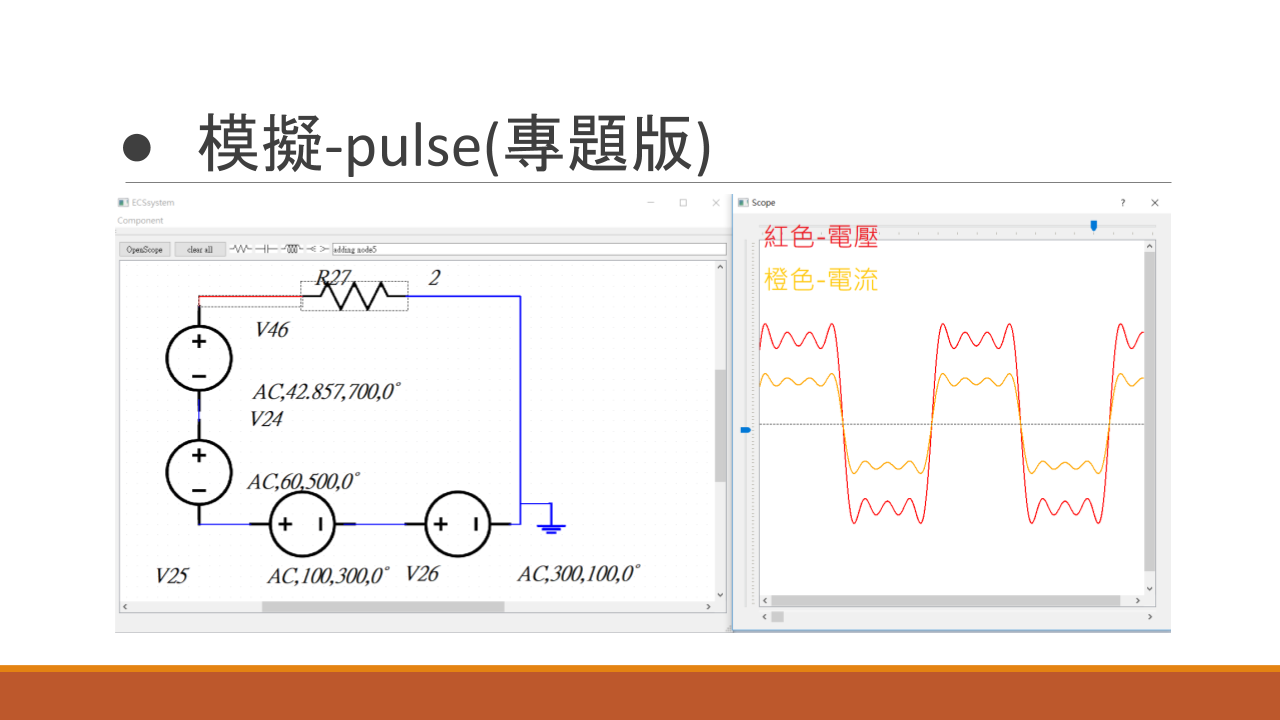 ● 模擬-pulse(專題版)
ECSsystem
Component
OpenScope clear all adding node5
R27 2
V46
AC,42.857,700,0°
V24
AC,60,500,0°
V25 AC,100,300,0° V26 AC,300,100,0°
Scope
紅色-電壓
橙色-電流